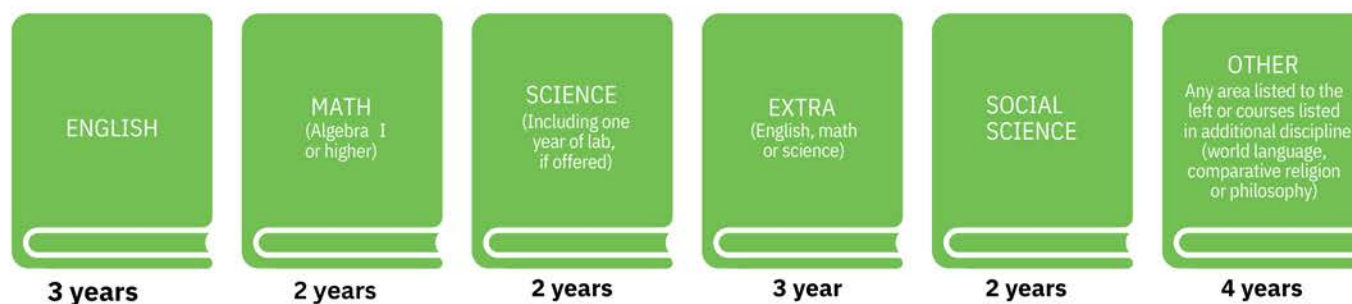 ENGLISH
3 years
MATH
(Algebra I
or higher)
2 years
SCIENCE
(Including one
year of lab,
if offered)
2 years
EXTRA
(English, math
or science)
3 year
SOCIAL
SCIENCE
2 years
OTHER
Any area listed to the
left or courses listed
in additional discipline
(world language,
comparative religion
or philosophy)
4 years